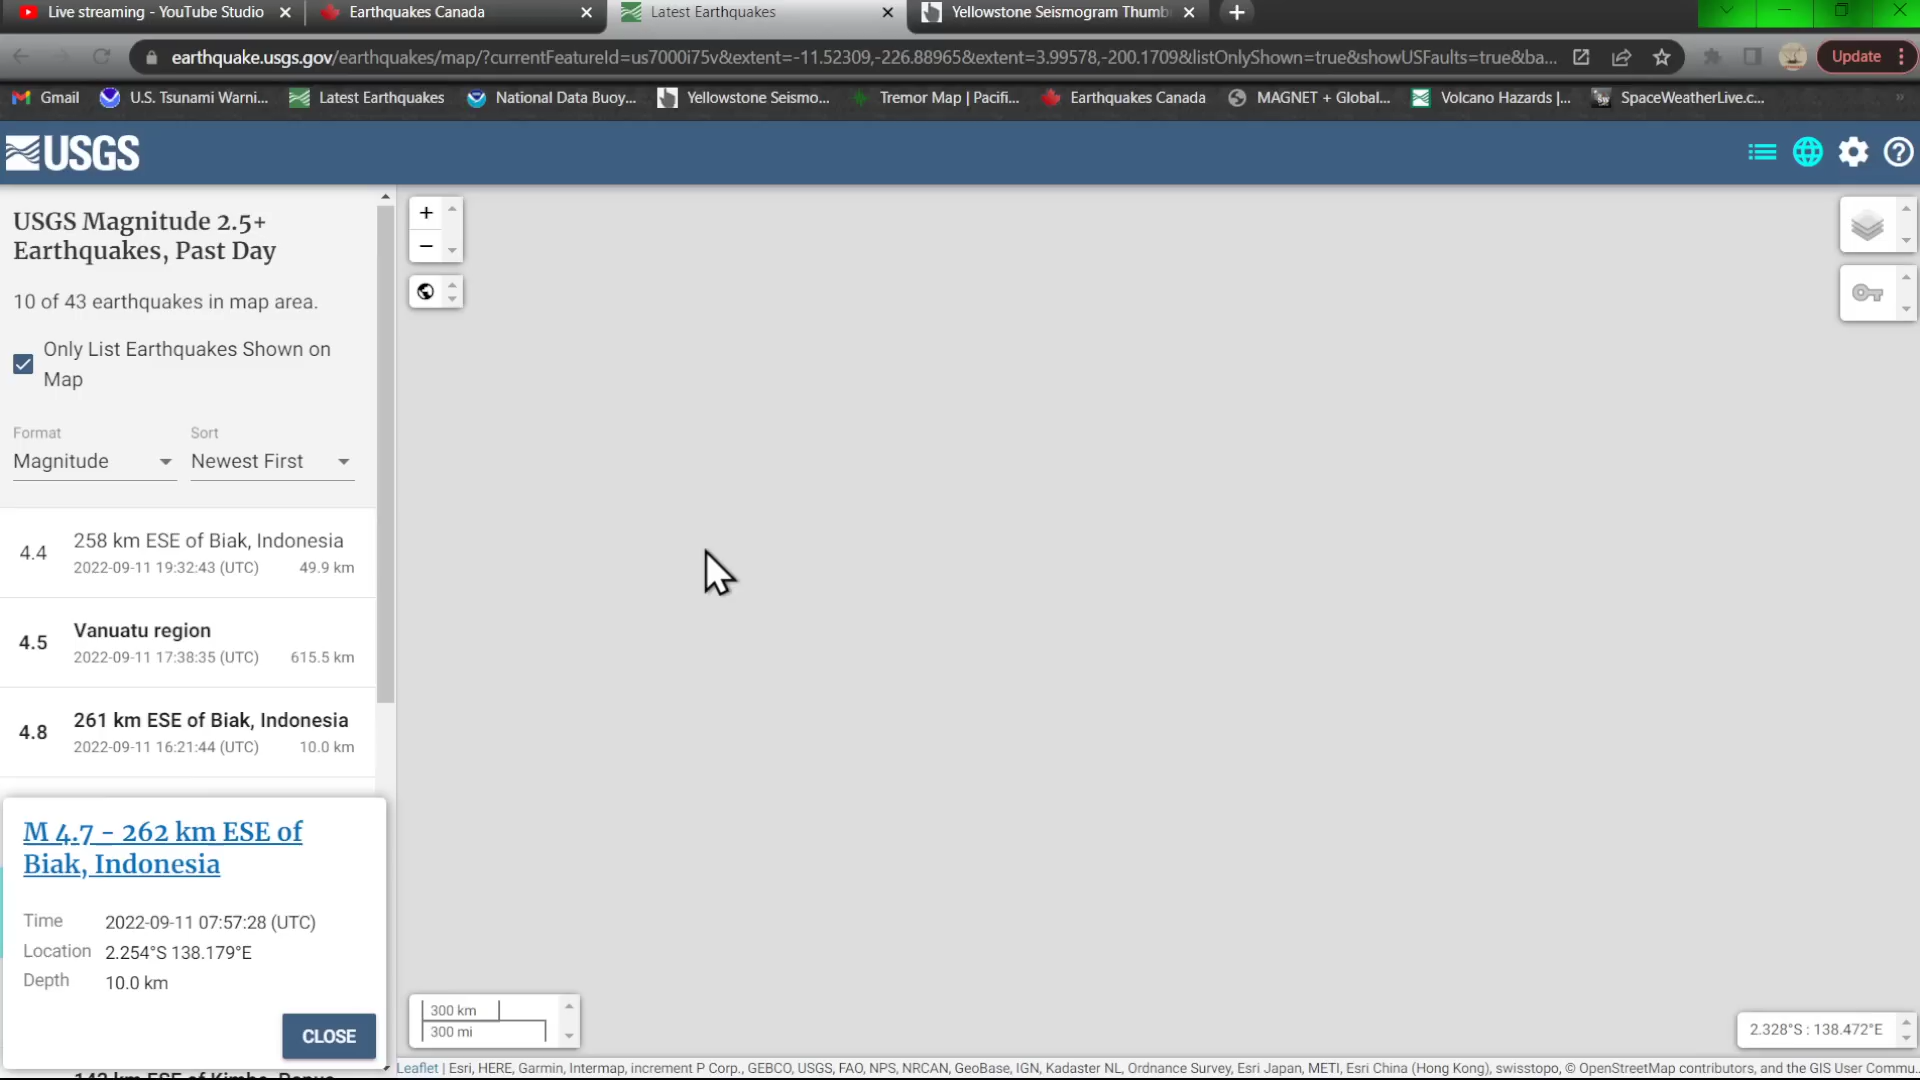 Live streaming - YouTube Studio
Earthquakes Canada
Latest Earthquakes
Yellowstone Seismogram Thumb
earthquake.usgs.gov/earthquakes/map/?currentFeatureId=us7000i75v&extent=-11.52309,-226.88965&extent=3.99578,-200.1709&listOnlyShown=true&showUSFaults=true&ba...
Update
Gmail
U.S. Tsunami Warni...
Latest Earthquakes
National Data Buoy...
Yellowstone Seismo...
Tremor Map | Pacifi...
Earthquakes Canada
MAGNET + Global...
Volcano Hazards |...
SpaceWeatherLive.c...
USGS
USGS Magnitude 2.5+
Earthquakes, Past Day
10 of 43 earthquakes in map area.
Only List Earthquakes Shown on
Map
Format
Sort
Magnitude
Newest First
4.4
258 km ESE of Biak, Indonesia
2022-09-11 19:32:43 (UTC) 49.9 km
4.5
Vanuatu region
2022-09-11 17:38:35 (UTC) 615.5 km
4.8
261 km ESE of Biak, Indonesia
2022-09-11 16:21:44 (UTC) 10.0 km
M 4.7 - 262 km ESE of
Biak, Indonesia
Time 2022-09-11 07:57:28 (UTC)
Location 2.254°S 138.179°E
Depth 10.0 km
CLOSE
142 km ESE of Kimbe, Papua
+
−
300 km
300 mi
2.328°S : 138.472°E
Leaflet | Esri, HERE, Garmin, Intermap, increment P Corp., GEBCO, USGS, FAO, NPS, NRCAN, GeoBase, IGN, Kadaster NL, Ordnance Survey, Esri Japan, METI, Esri China (Hong Kong), swisstopo, © OpenStreetMap contributors, and the GIS User Commu...